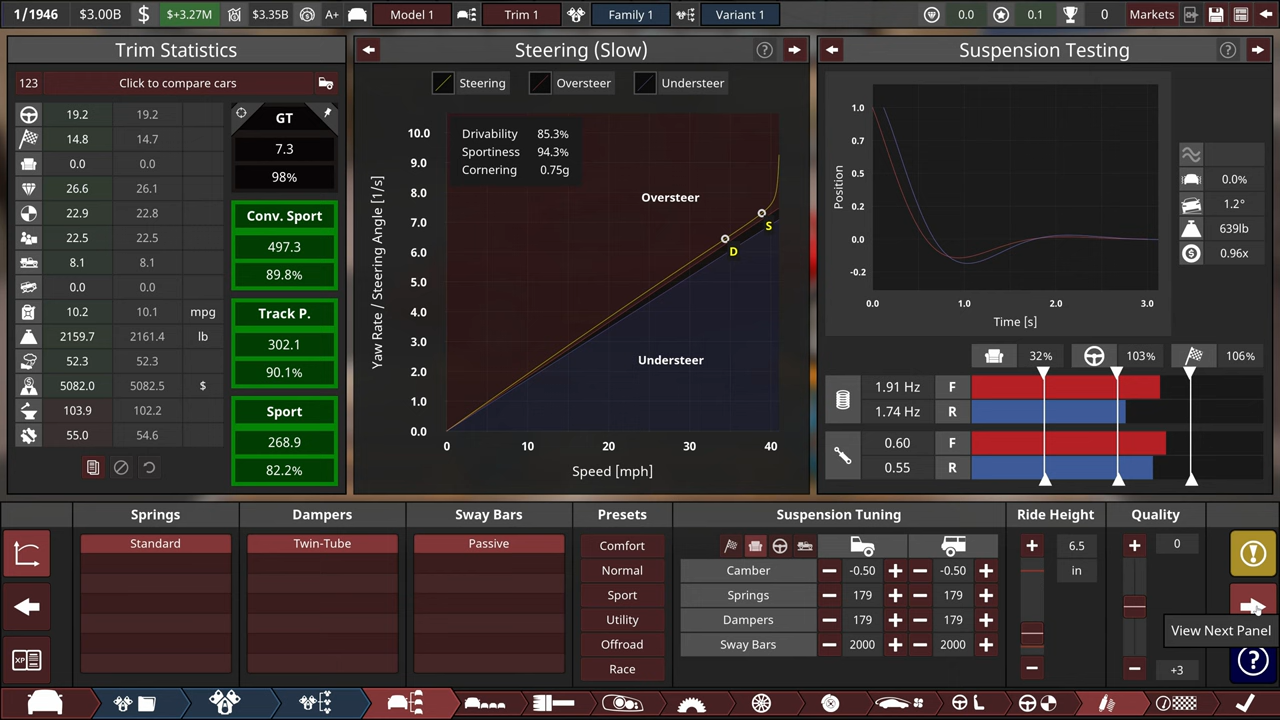 1/1946 $3.00B $+3.27M $3.35B A+ Model 1 Trim 1 Family 1 Variant 1 0.0 0.1 0 Markets
Trim Statistics
123 Click to compare cars
19.2 19.2
14.8 14.7
0.0 0.0
26.6 26.1
22.9 22.8
22.5 22.5
8.1 8.1
0.0 0.0
10.2 10.1 mpg
2159.7 2161.4 lb
52.3 52.3
5082.0 5082.5 $
103.9 102.2
55.0 54.6
GT
7.3
98%
Conv. Sport
497.3
89.8%
Track P.
302.1
90.1%
Sport
268.9
82.2%
Steering (Slow) ?
Steering Oversteer Understeer
Drivability 85.3%
Sportiness 94.3%
Cornering 0.75g
Yaw Rate / Steering Angle [1/s]
10.0
9.0
8.0
7.0
6.0
5.0
4.0
3.0
2.0
1.0
0.0
Oversteer
S
D
Understeer
0 10 20 30 40
Speed [mph]
Suspension Testing ?
Position
1.0
0.7
0.5
0.2
0.0
-0.2
0.0 1.0 2.0 3.0
Time [s]
0.0%
1.2°
639lb
0.96x
32% 103% 106%
1.91 Hz F
1.74 Hz R
0.60 F
0.55 R
Springs
Standard
Dampers
Twin-Tube
Sway Bars
Passive
Presets
Comfort
Normal
Sport
Utility
Offroad
Race
Suspension Tuning
Camber -0.50 -0.50
Springs 179 179
Dampers 179 179
Sway Bars 2000 2000
Ride Height
6.5
in
Quality
0
+3
View Next Panel
XP
?